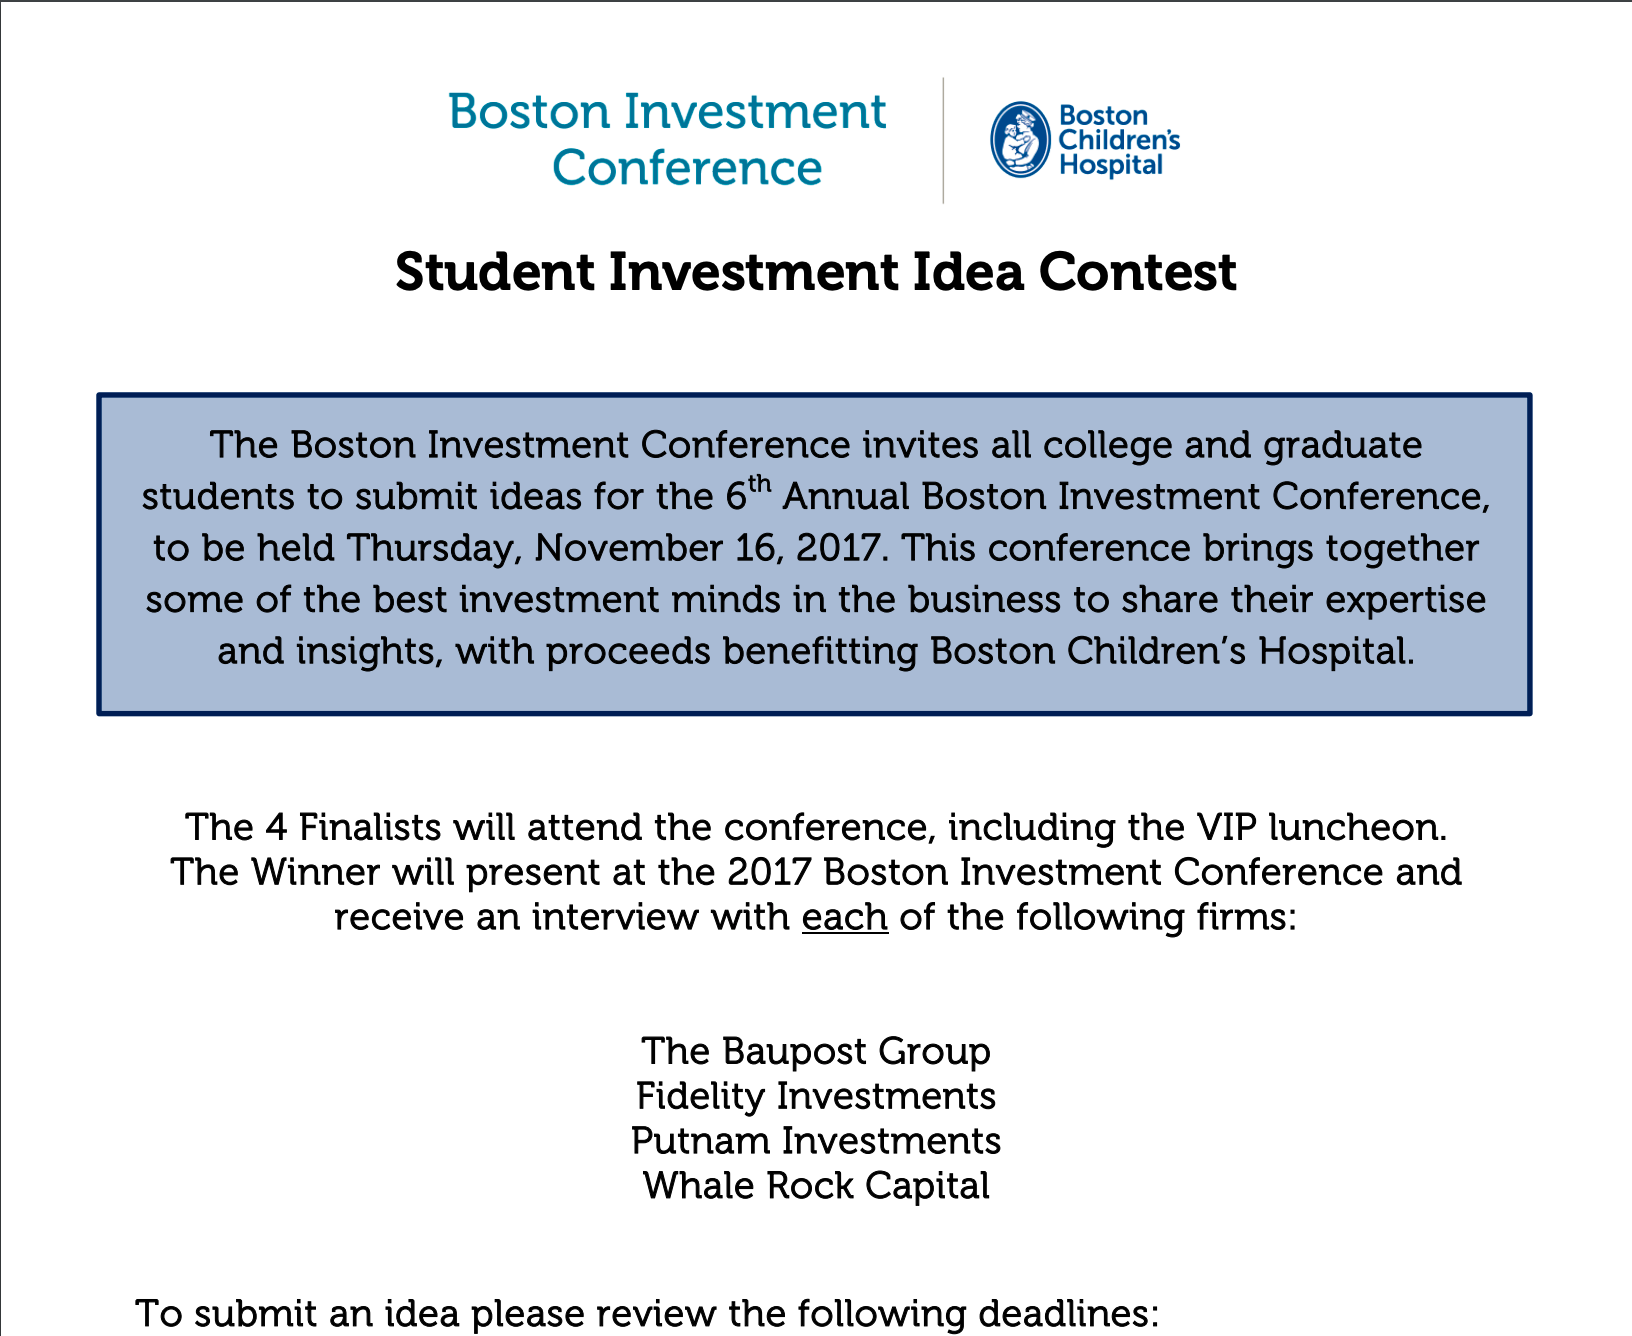 Boston Investment
Conference
Boston
Children's
Hospital
Student Investment Idea Contest
The Boston Investment Conference invites all college and graduate
students to submit ideas for the 6th Annual Boston Investment Conference,
to be held Thursday, November 16, 2017. This conference brings together
some of the best investment minds in the business to share their expertise
and insights, with proceeds benefitting Boston Children’s Hospital.
The 4 Finalists will attend the conference, including the VIP luncheon.
The Winner will present at the 2017 Boston Investment Conference and
receive an interview with each of the following firms:
The Baupost Group
Fidelity Investments
Putnam Investments
Whale Rock Capital
To submit an idea please review the following deadlines: